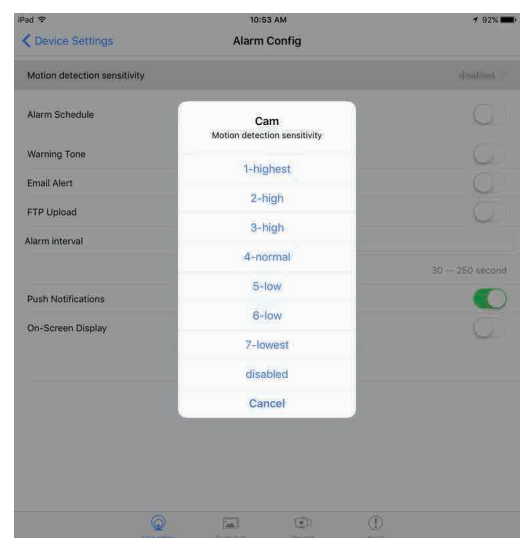 iPad 10:53 AM 92%
Device Settings Alarm Config
Motion detection sensitivity disabled
Alarm Schedule
Cam
Motion detection sensitivity
1-highest
2-high
3-high
4-normal
5-low
6-low
7-lowest
disabled
Cancel
Warning Tone
Email Alert
FTP Upload
Alarm interval
30 — 250 second
Push Notifications
On-Screen Display